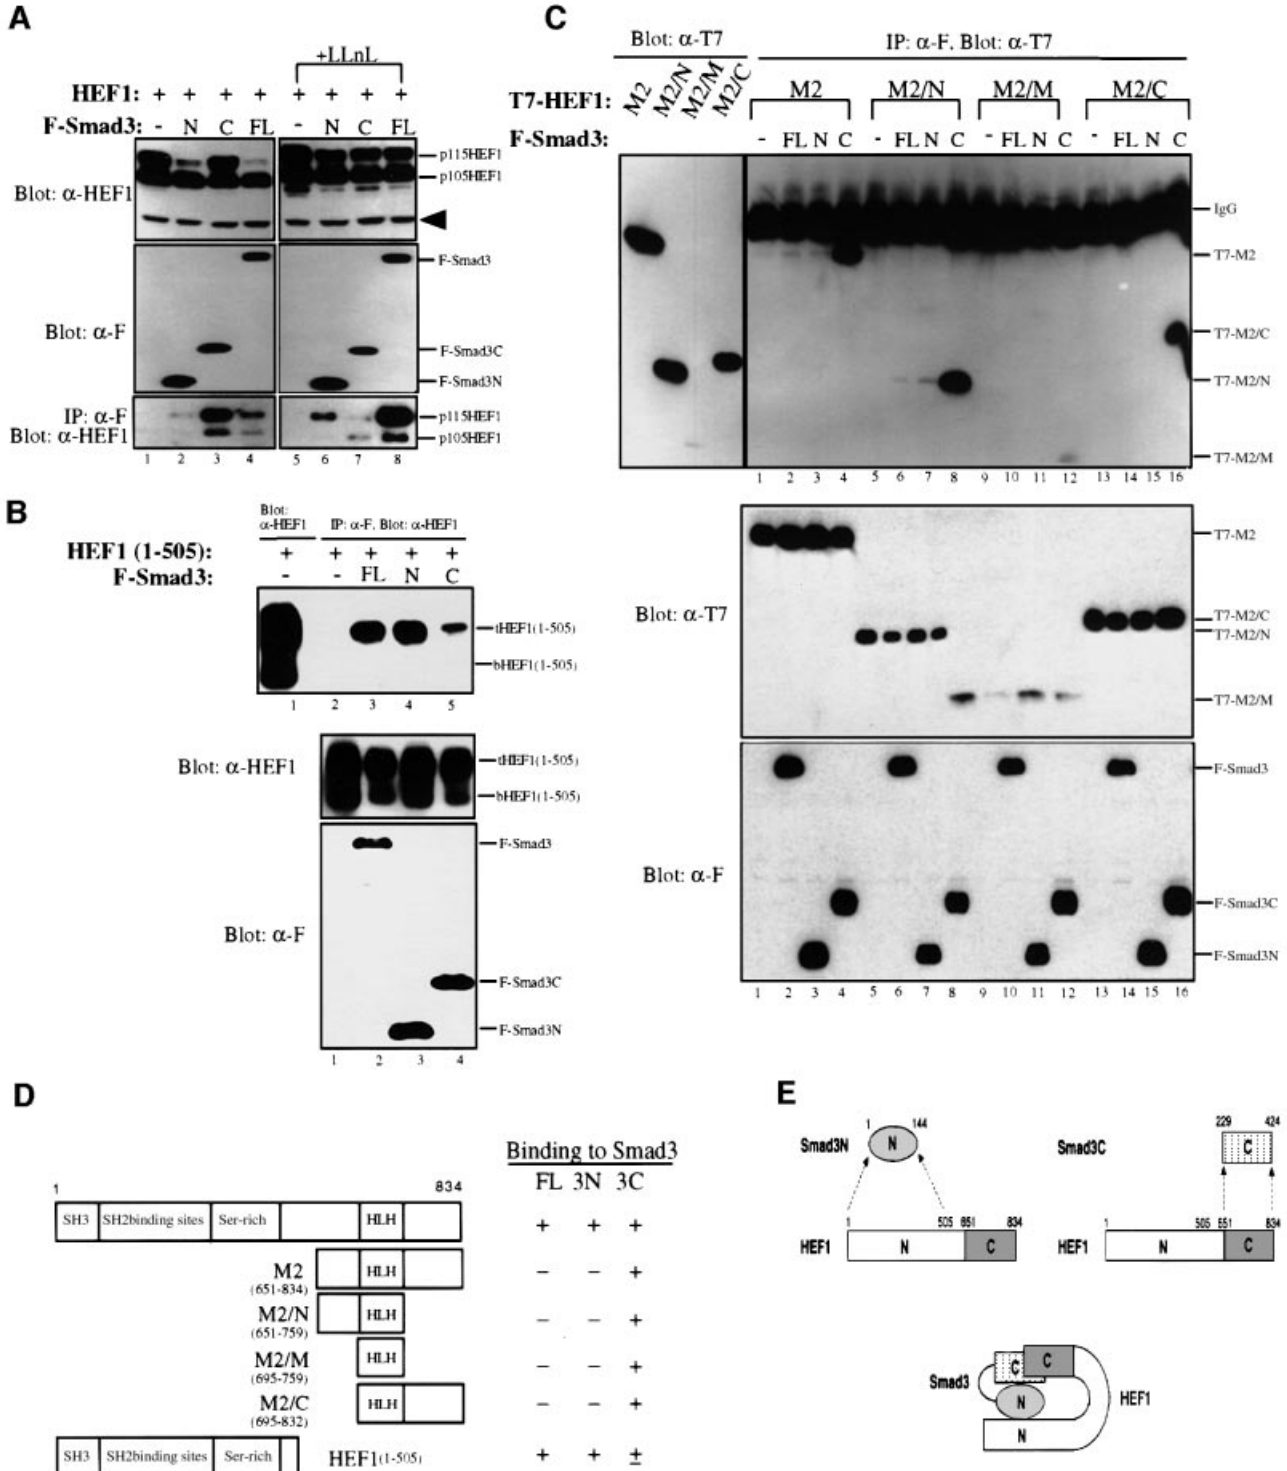 A
+LLnL
HEF1: + + + + + + + +
F-Smad3: - N C FL - N C FL
Blot: α-HEF1
p115HEF1
p105HEF1
Blot: α-F
F-Smad3
F-Smad3C
F-Smad3N
IP: α-F
Blot: α-HEF1
p115HEF1
p105HEF1
1 2 3 4 5 6 7 8
B
Blot: α-HEF1
IP: α-F, Blot: α-HEF1
HEF1 (1-505): + + + + +
F-Smad3: - - FL N C
tHEF1(1-505)
bHEF1(1-505)
1 2 3 4 5
Blot: α-HEF1
tHEF1(1-505)
bHEF1(1-505)
Blot: α-F
F-Smad3
F-Smad3C
F-Smad3N
1 2 3 4
C
Blot: α-T7
IP: α-F, Blot: α-T7
T7-HEF1: M2 M2/N M2/M M2/C M2 M2/N M2/M M2/C
F-Smad3: - FL N C - FL N C - FL N C - FL N C
IgG
T7-M2
T7-M2/C
T7-M2/N
T7-M2/M
1 2 3 4 5 6 7 8 9 10 11 12 13 14 15 16
Blot: α-T7
T7-M2
T7-M2/C
T7-M2/N
T7-M2/M
Blot: α-F
F-Smad3
F-Smad3C
F-Smad3N
1 2 3 4 5 6 7 8 9 10 11 12 13 14 15 16
D
Binding to Smad3
FL 3N 3C
1 834
SH3 SH2binding sites Ser-rich HLH + + +
M2 HLH – – +
(651-834)
M2/N HLH – – +
(651-759)
M2/M HLH – – +
(695-759)
M2/C HLH – – +
(695-832)
SH3 SH2binding sites Ser-rich HEF1(1-505) + + ±
E
1 144
Smad3N N
1 505 651 834
HEF1 N C
229 424
Smad3C C
1 505 651 834
HEF1 N C
C C
Smad3 N HEF1
N